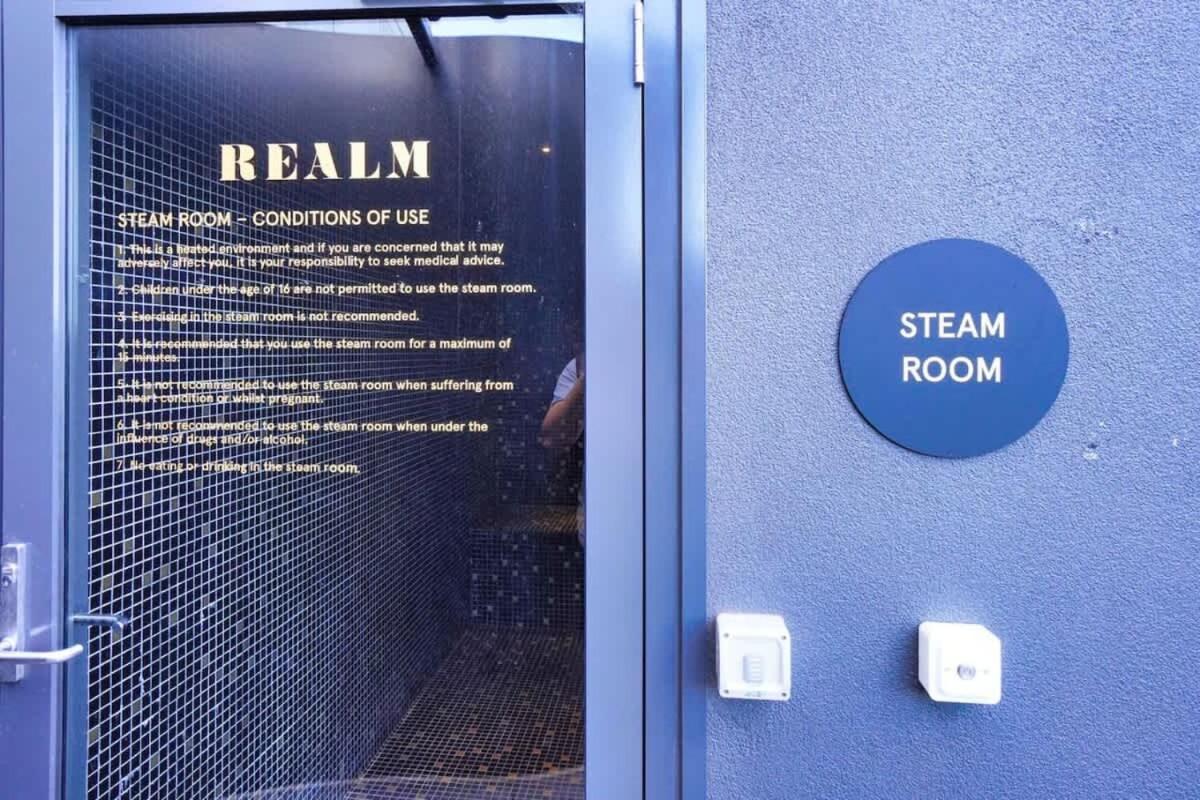 REALM
STEAM ROOM – CONDITIONS OF USE
1. This is a heated environment and if you are concerned that it may
adversely affect you, it is your responsibility to seek medical advice.
2. Children under the age of 16 are not permitted to use the steam room.
3. Exercising in the steam room is not recommended.
4. It is recommended that you use the steam room for a maximum of
15 minutes.
5. It is not recommended to use the steam room when suffering from
a heart condition or whilst pregnant.
6. It is not recommended to use the steam room when under the
influence of drugs and/or alcohol.
7. No eating or drinking in the steam room.
STEAM
ROOM